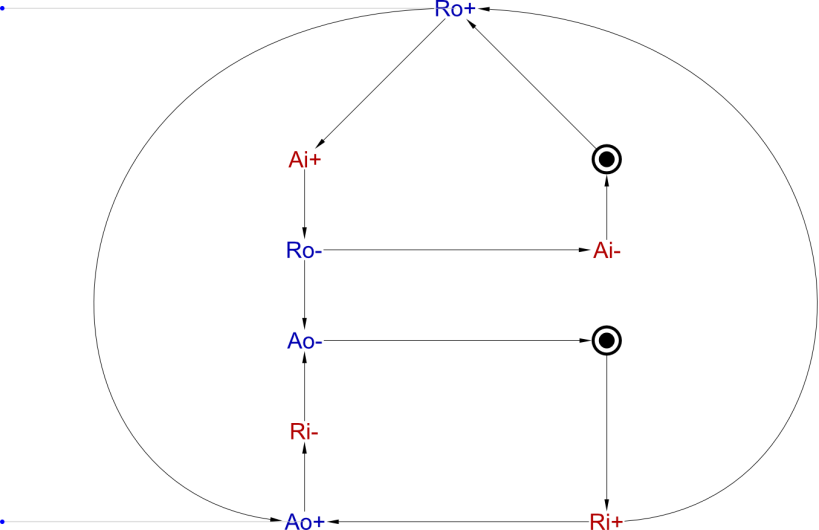 Ro+
Ai+
Ro-
Ai-
Ao-
Ri-
Ao+
Ri+